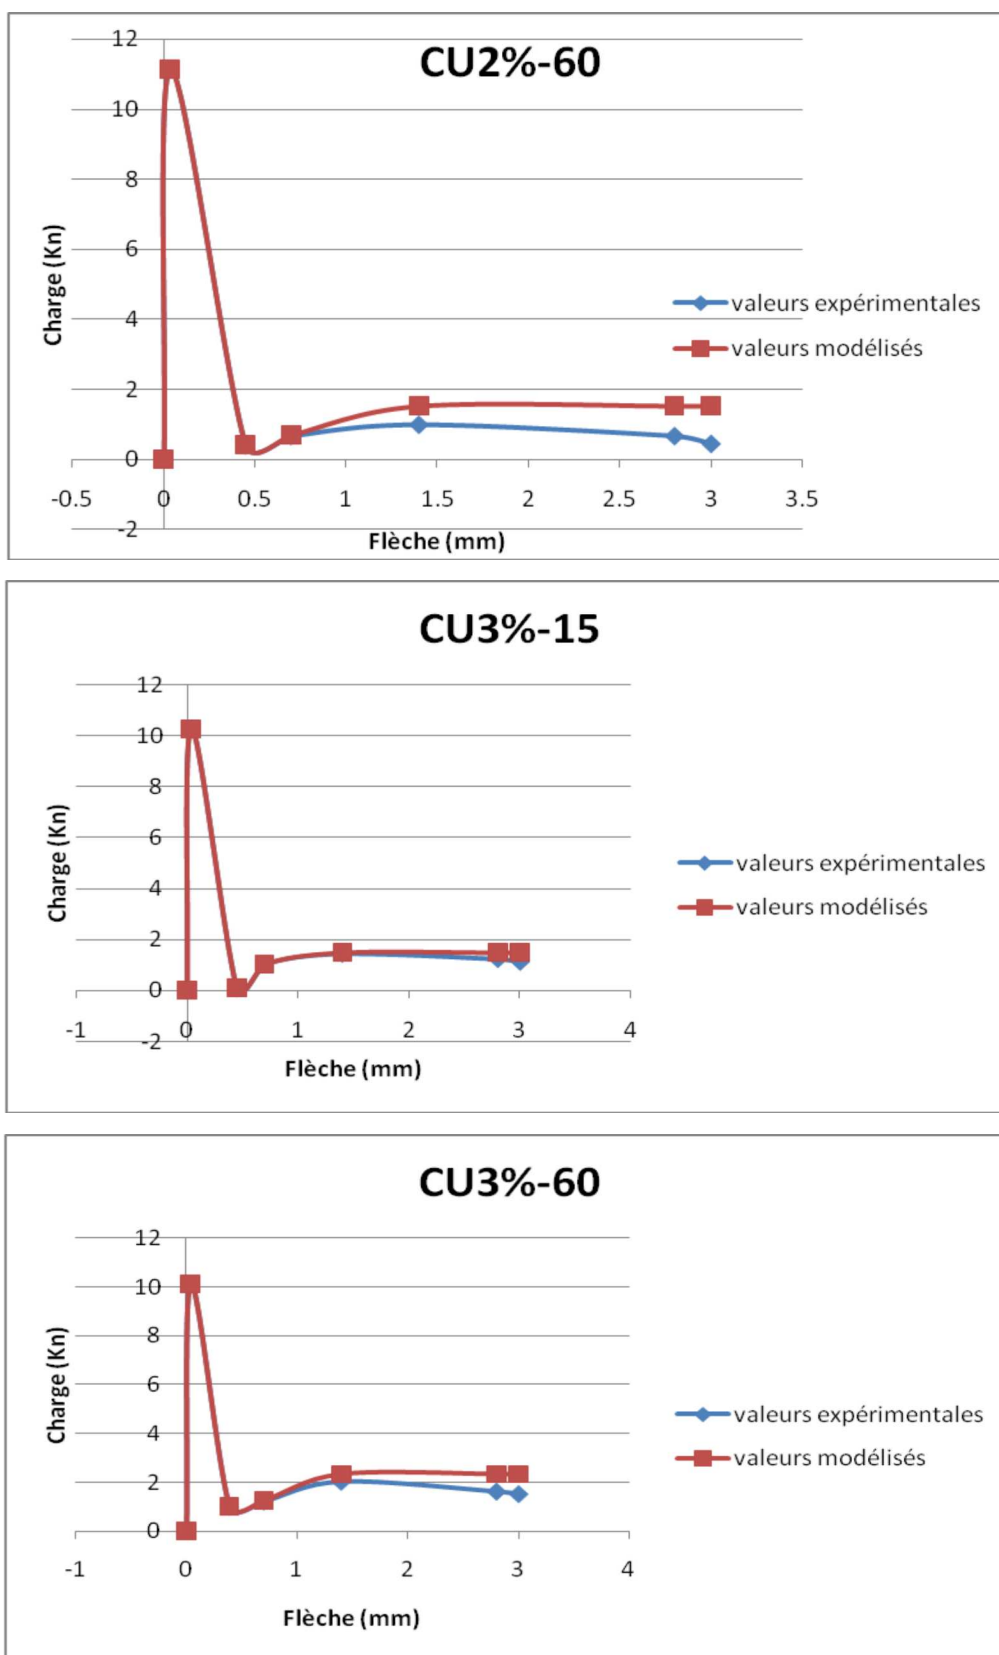 CU2%-60
12
10
8
6
4
2
0
-2
Charge (Kn)
-0.5 0 0.5 1 1.5 2 2.5 3 3.5
Flèche (mm)
valeurs expérimentales
valeurs modélisés
CU3%-15
12
10
8
6
4
2
0
-2
Charge (Kn)
-1 0 1 2 3 4
Flèche (mm)
valeurs expérimentales
valeurs modélisés
CU3%-60
12
10
8
6
4
2
0
Charge (Kn)
-1 0 1 2 3 4
Flèche (mm)
valeurs expérimentales
valeurs modélisés